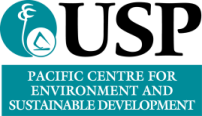 USP
PACIFIC CENTRE FOR
ENVIRONMENT AND
SUSTAINABLE DEVELOPMENT